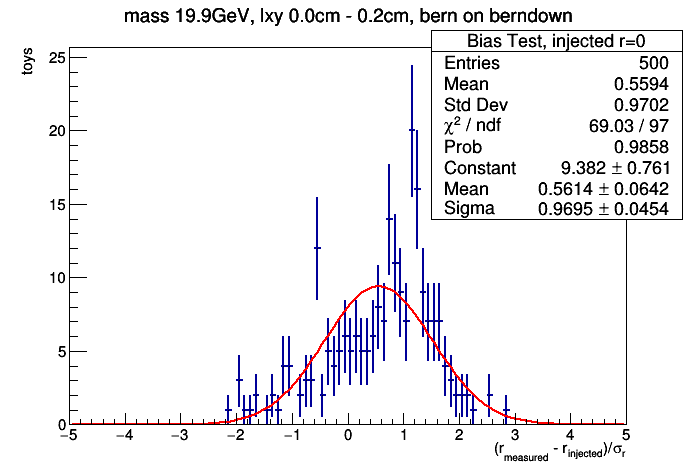 mass 19.9GeV, lxy 0.0cm - 0.2cm, bern on berndown
Bias Test, injected r=0
Entries 500
Mean 0.5594
Std Dev 0.9702
χ² / ndf 69.03 / 97
Prob 0.9858
Constant 9.382 ± 0.761
Mean 0.5614 ± 0.0642
Sigma 0.9695 ± 0.0454
toys
25
20
15
10
5
0
−5 −4 −3 −2 −1 0 1 2 3 4 5
(r_measured - r_injected)/σ_r